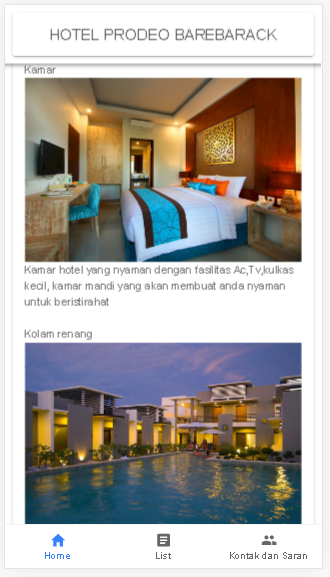 HOTEL PRODEO BAREBARACK
Kamar
Kamar hotel yang nyaman dengan fasilitas Ac,Tv,kulkas
kecil, kamar mandi yang akan membuat anda nyaman
untuk beristirahat
Kolam renang
Home
List
Kontak dan Saran